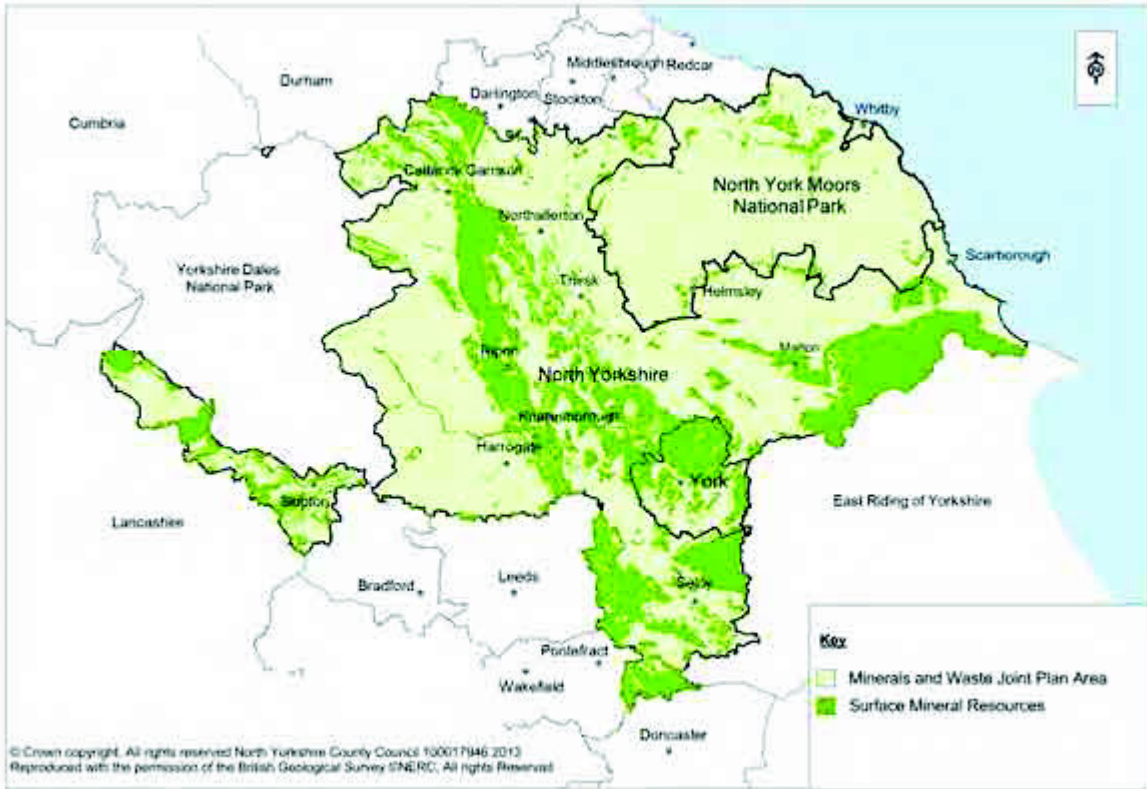 Middlesbrough
Redcar
Durham
Darlington
Stockton
Cumbria
Whitby
Catterick Garrison
North York Moors
National Park
Northallerton
Scarborough
Yorkshire Dales
National Park
Thirsk
Helmsley
Malton
Ripon
North Yorkshire
Knaresborough
Harrogate
York
Skipton
East Riding of Yorkshire
Lancashire
Bradford
Leeds
Selby
Pontefract
Wakefield
Doncaster
Key
Minerals and Waste Joint Plan Area
Surface Mineral Resources
© Crown copyright. All rights reserved North Yorkshire County Council 100017946 2013
Reproduced with the permission of the British Geological Survey ©NERC. All rights Reserved